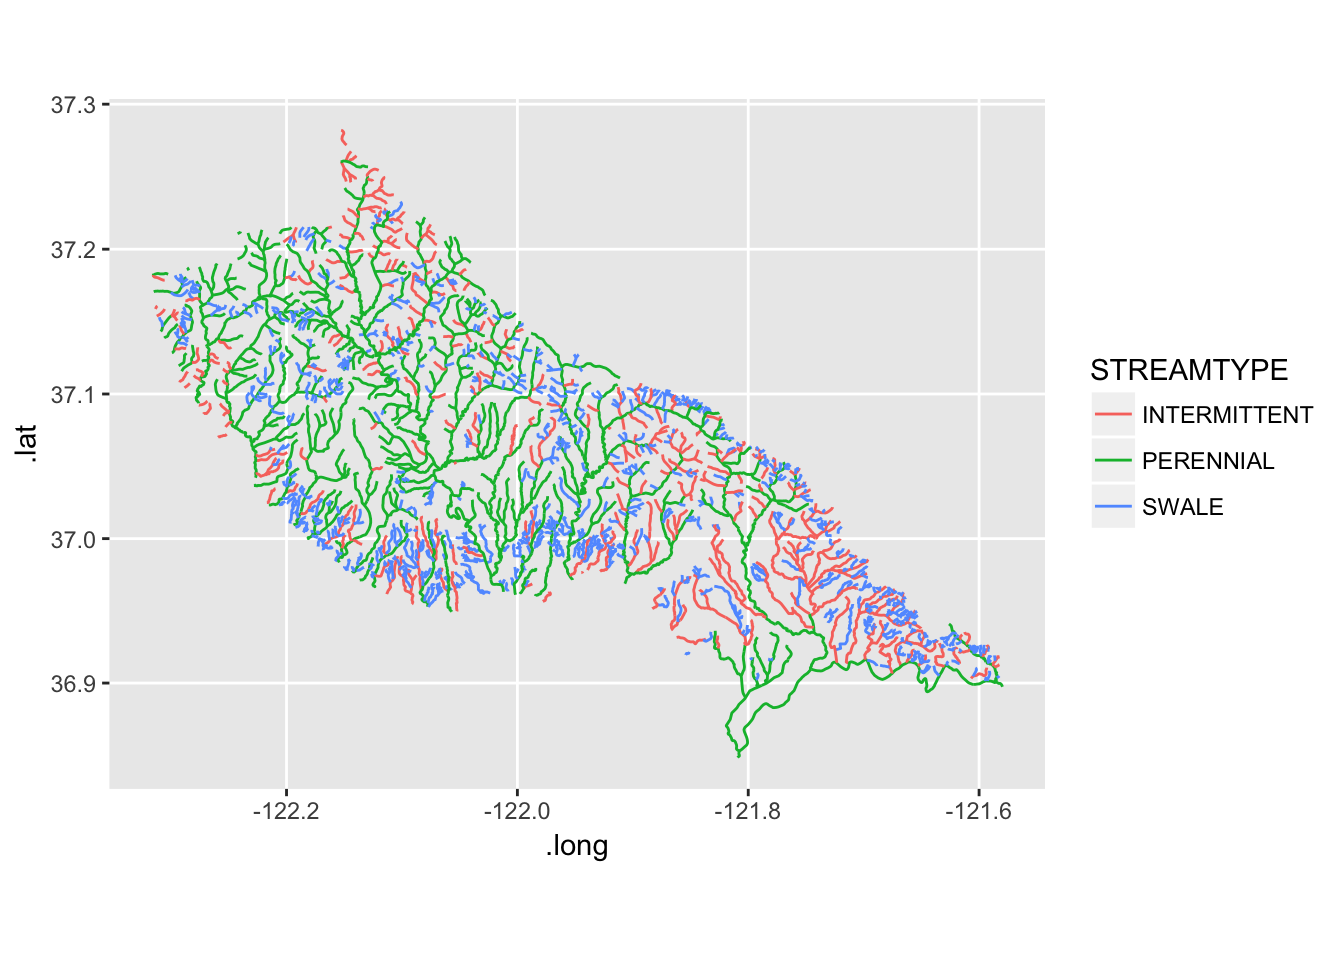 37.3
37.2
37.1
37.0
36.9
.lat
-122.2
-122.0
-121.8
-121.6
.long
STREAMTYPE
INTERMITTENT
PERENNIAL
SWALE